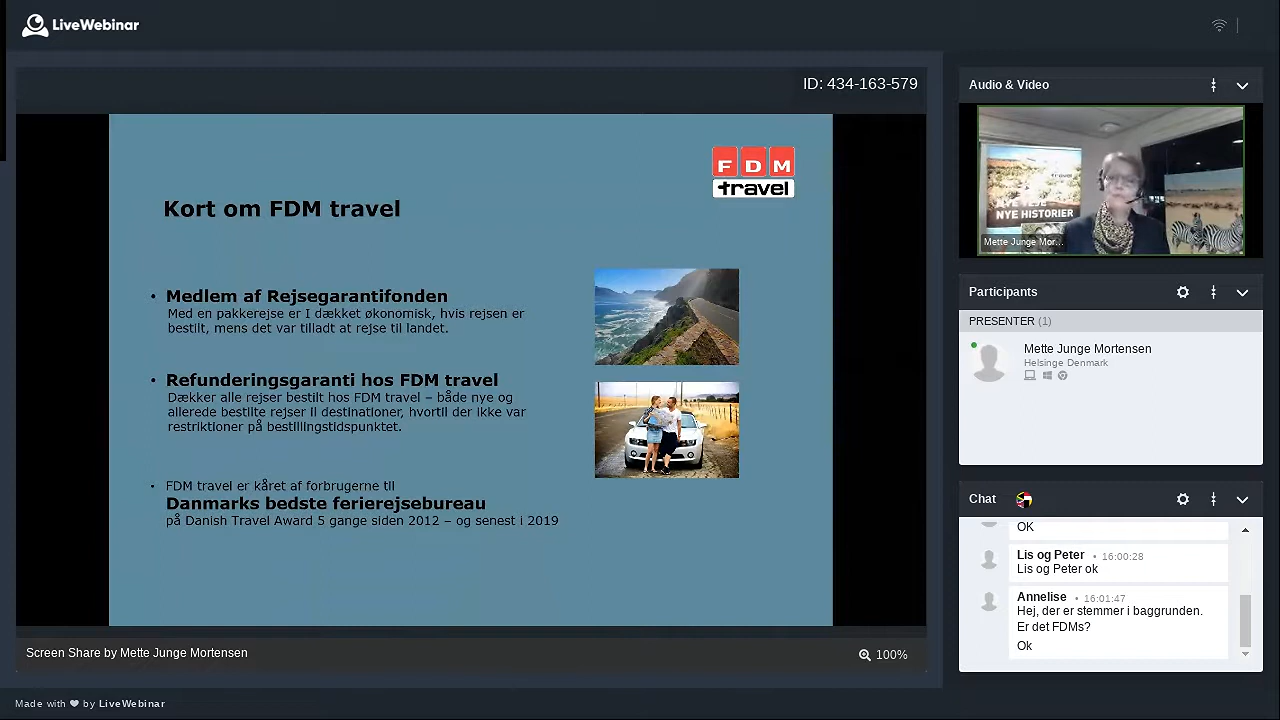 LiveWebinar
ID: 434-163-579
FDM
travel
Kort om FDM travel
• Medlem af Rejsegarantifonden
Med en pakkerejse er I dækket økonomisk, hvis rejsen er
bestilt, mens det var tilladt at rejse til landet.
• Refunderingsgaranti hos FDM travel
Dækker alle rejser bestilt hos FDM travel – både nye og
allerede bestilte rejser ti destinationer, hvortil der ikke var
restriktioner på bestillingstidspunktet.
• FDM travel er kåret af forbrugerne til
Danmarks bedste ferierejsebureau
på Danish Travel Award 5 gange siden 2012 – og senest i 2019
Screen Share by Mette Junge Mortensen
100%
Audio & Video
travel
NYE VEJE
NYE HISTORIER
Mette Junge Mor...
Participants
PRESENTER (1)
Mette Junge Mortensen
Helsinge Denmark
Chat
OK
Lis og Peter • 16:00:28
Lis og Peter ok
Annelise • 16:01:47
Hej, der er stemmer i baggrunden.
Er det FDMs?
Ok
Made with by LiveWebinar